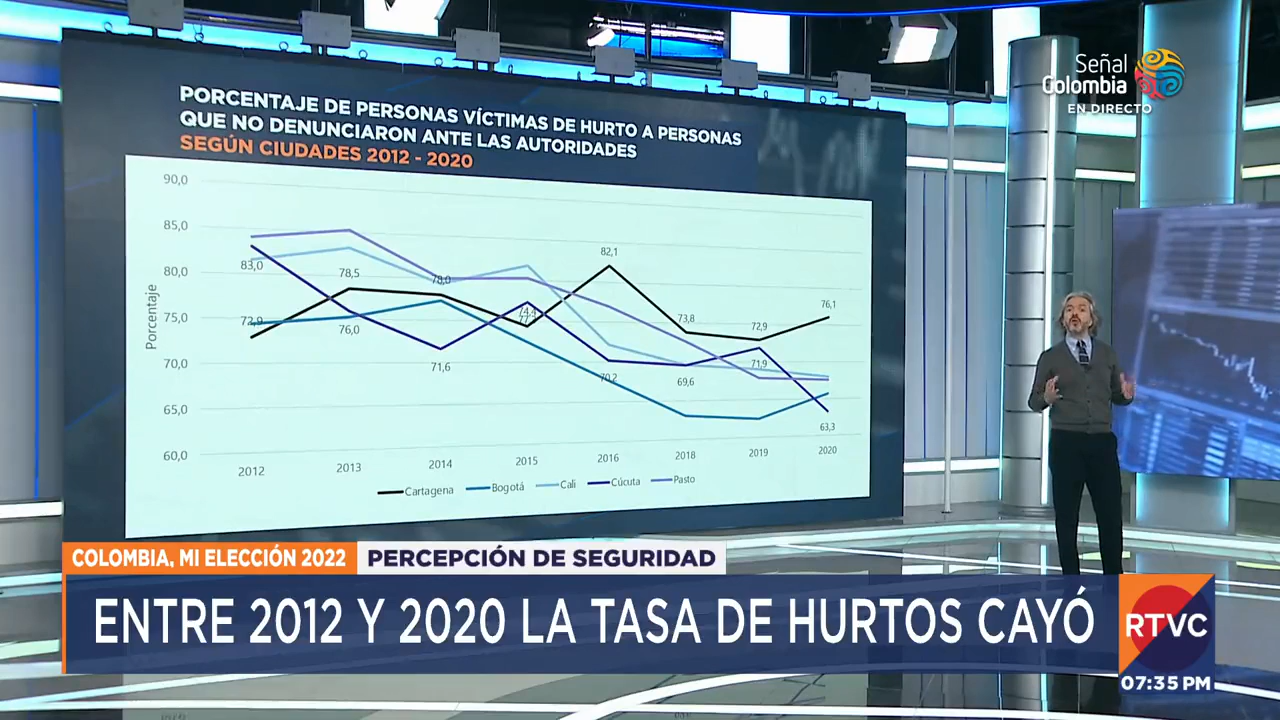 Señal
Colombia
EN DIRECTO
PORCENTAJE DE PERSONAS VÍCTIMAS DE HURTO A PERSONAS
QUE NO DENUNCIARON ANTE LAS AUTORIDADES
SEGÚN CIUDADES 2012 - 2020
90,0
85,0
80,0
75,0
70,0
65,0
60,0
Porcentaje
83,0
72,9
78,5
76,0
78,0
71,6
74,4
82,1
70,2
73,8
69,6
72,9
71,9
76,1
63,3
2012 2013 2014 2015 2016 2018 2019 2020
Cartagena Bogotá Cali Cúcuta Pasto
COLOMBIA, MI ELECCIÓN 2022 PERCEPCIÓN DE SEGURIDAD
ENTRE 2012 Y 2020 LA TASA DE HURTOS CAYÓ
RTVC
07:35 PM